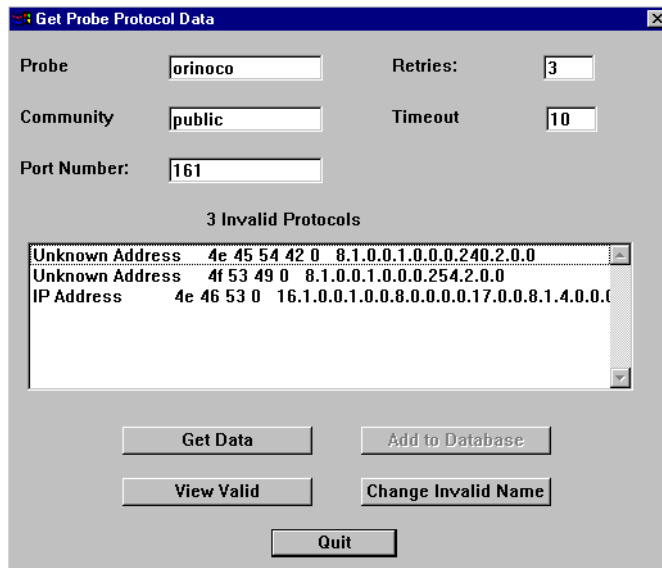 Get Probe Protocol Data
Probe orinoco Retries: 3
Community public Timeout 10
Port Number: 161
3 Invalid Protocols
Unknown Address 4e 45 54 42 0 8.1.0.0.1.0.0.0.240.2.0.0
Unknown Address 4f 53 49 0 8.1.0.0.1.0.0.0.254.2.0.0
IP Address 4e 46 53 0 16.1.0.0.1.0.0.8.0.0.0.0.17.0.0.8.1.4.0.0.0
Get Data Add to Database
View Valid Change Invalid Name
Quit